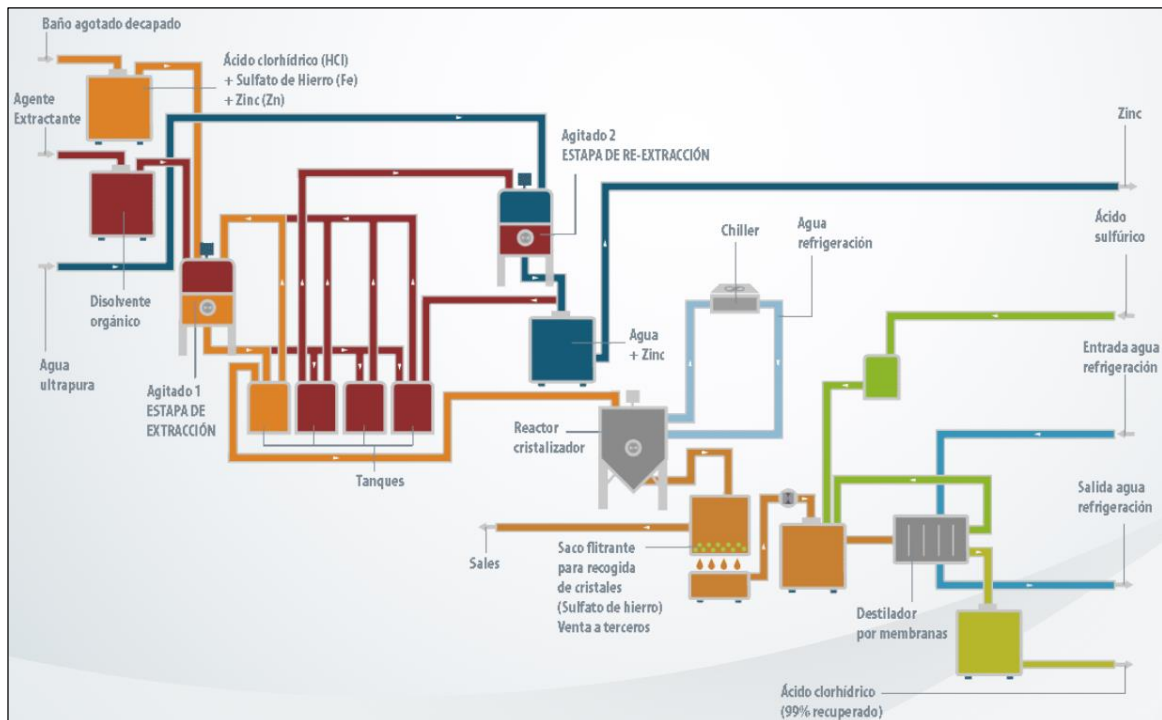 Baño agotado decapado
Ácido clorhídrico (HCl)
+ Sulfato de Hierro (Fe)
+ Zinc (Zn)
Agente
Extractante
Zinc
Agitado 2
ESTAPA DE RE-EXTRACCIÓN
Ácido
sulfúrico
Chiller
Agua
refrigeración
Disolvente
orgánico
Agua
ultrapura
Agua
+ Zinc
Entrada agua
refrigeración
Agitado 1
ESTAPA DE
EXTRACCIÓN
Reactor
cristalizador
Tanques
Salida agua
refrigeración
Sales
Saco flitrante
para recogida
de cristales
(Sulfato de hierro)
Venta a terceros
Destilador
por membranas
Ácido clorhídrico
(99% recuperado)